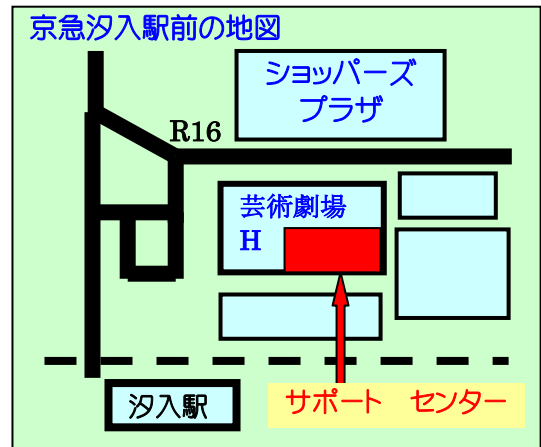 京急汐入駅前の地図
ショッパーズ
プラザ
R16
芸術劇場
H
サポート　センター
汐入駅